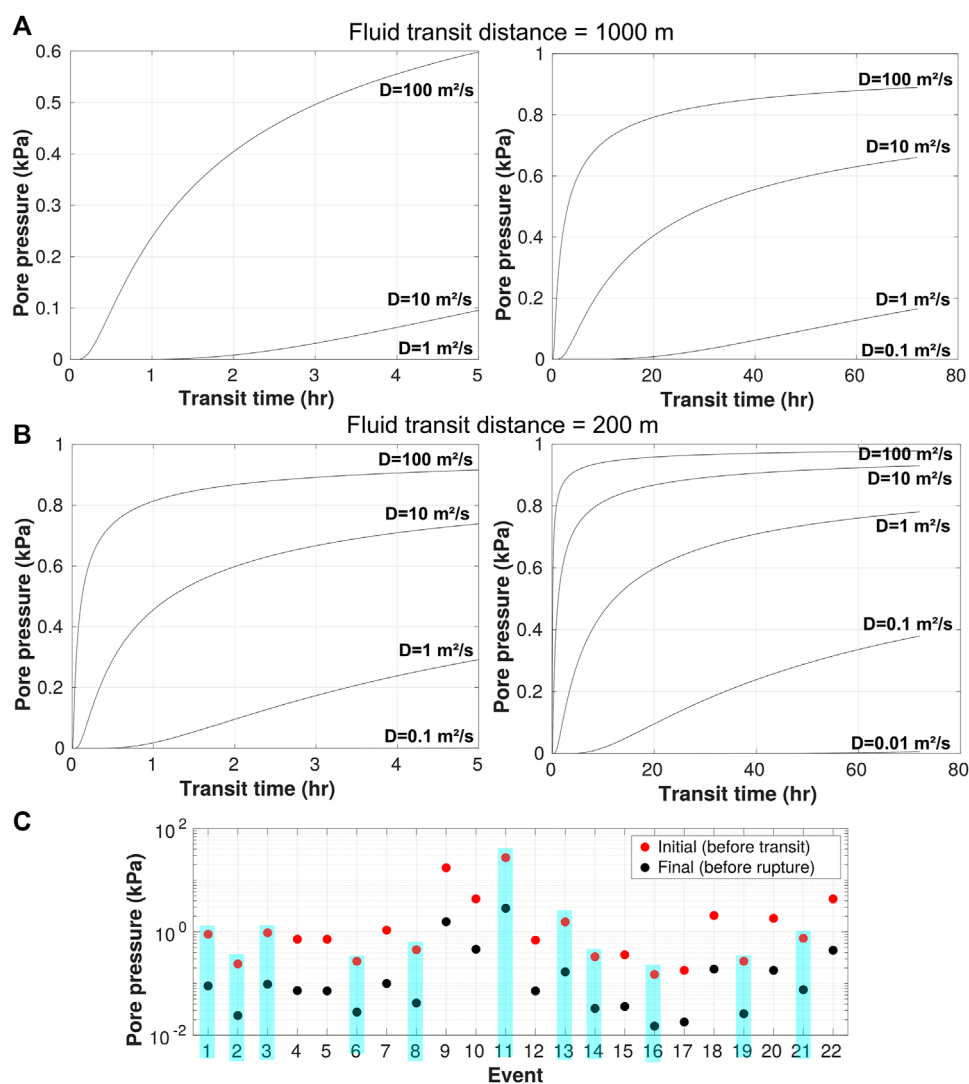 A
Fluid transit distance = 1000 m
Pore pressure (kPa)
0.6
0.5
0.4
0.3
0.2
0.1
0
D=100 m²/s
D=10 m²/s
D=1 m²/s
0 1 2 3 4 5
Transit time (hr)
Pore pressure (kPa)
1
0.8
0.6
0.4
0.2
0
D=100 m²/s
D=10 m²/s
D=1 m²/s
D=0.1 m²/s
0 20 40 60 80
Transit time (hr)
B
Fluid transit distance = 200 m
Pore pressure (kPa)
1
0.8
0.6
0.4
0.2
0
D=100 m²/s
D=10 m²/s
D=1 m²/s
D=0.1 m²/s
0 1 2 3 4 5
Transit time (hr)
Pore pressure (kPa)
1
0.8
0.6
0.4
0.2
0
D=100 m²/s
D=10 m²/s
D=1 m²/s
D=0.1 m²/s
D=0.01 m²/s
0 20 40 60 80
Transit time (hr)
C
Pore pressure (kPa)
10²
10⁰
10⁻²
Initial (before transit)
Final (before rupture)
1 2 3 4 5 6 7 8 9 10 11 12 13 14 15 16 17 18 19 20 21 22
Event